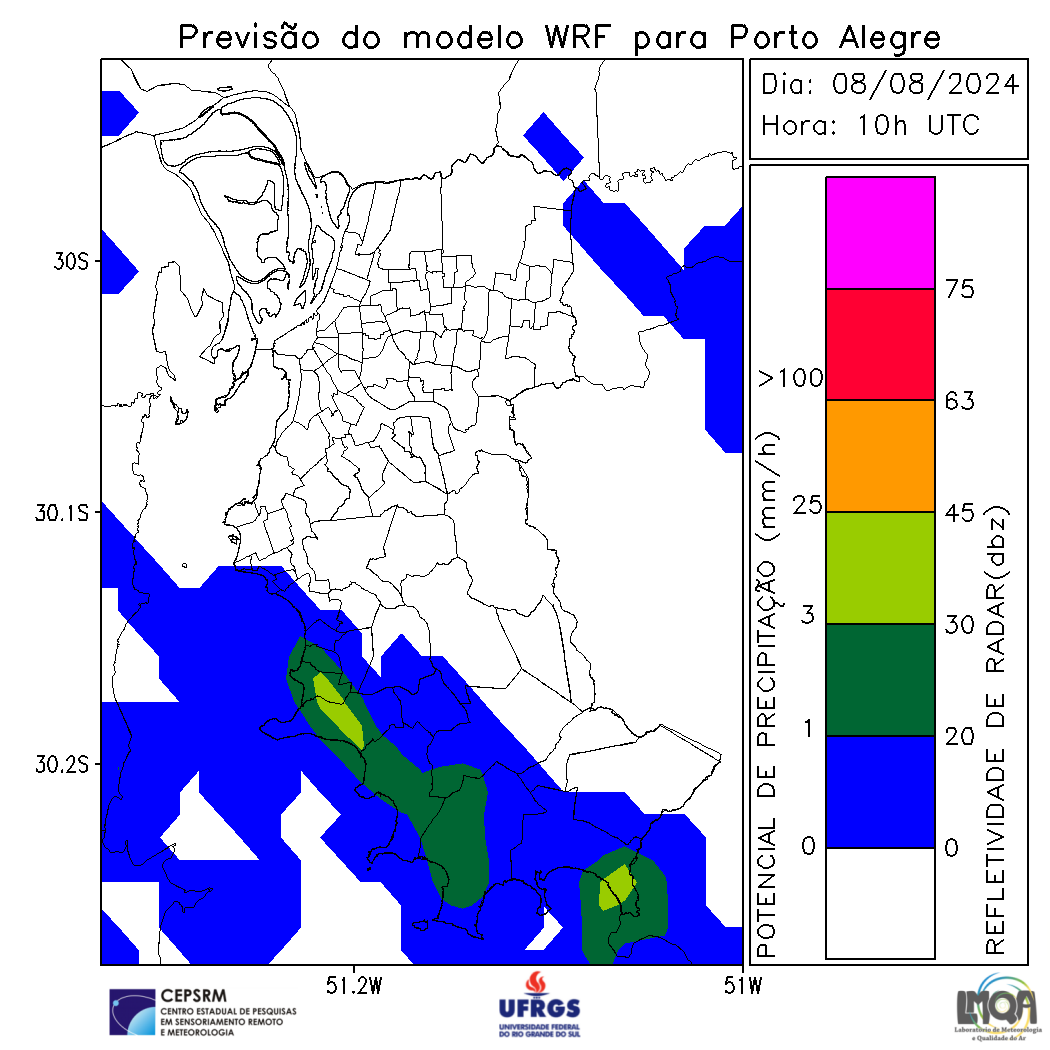 Previsão do modelo WRF para Porto Alegre
Dia: 08/08/2024
Hora: 10h UTC
30S
30.1S
30.2S
51.2W
51W
POTENCIAL DE PRECIPITAÇÃO (mm/h)
>100
25
3
1
0
75
63
45
30
20
0
REFLETIVIDADE DE RADAR(dbz)
CEPSRM
CENTRO ESTADUAL DE PESQUISAS
EM SENSORIAMENTO REMOTO
E METEOROLOGIA
UFRGS
UNIVERSIDADE FEDERAL
DO RIO GRANDE DO SUL
LMQA
Laboratório de Meteorologia
e Qualidade do Ar